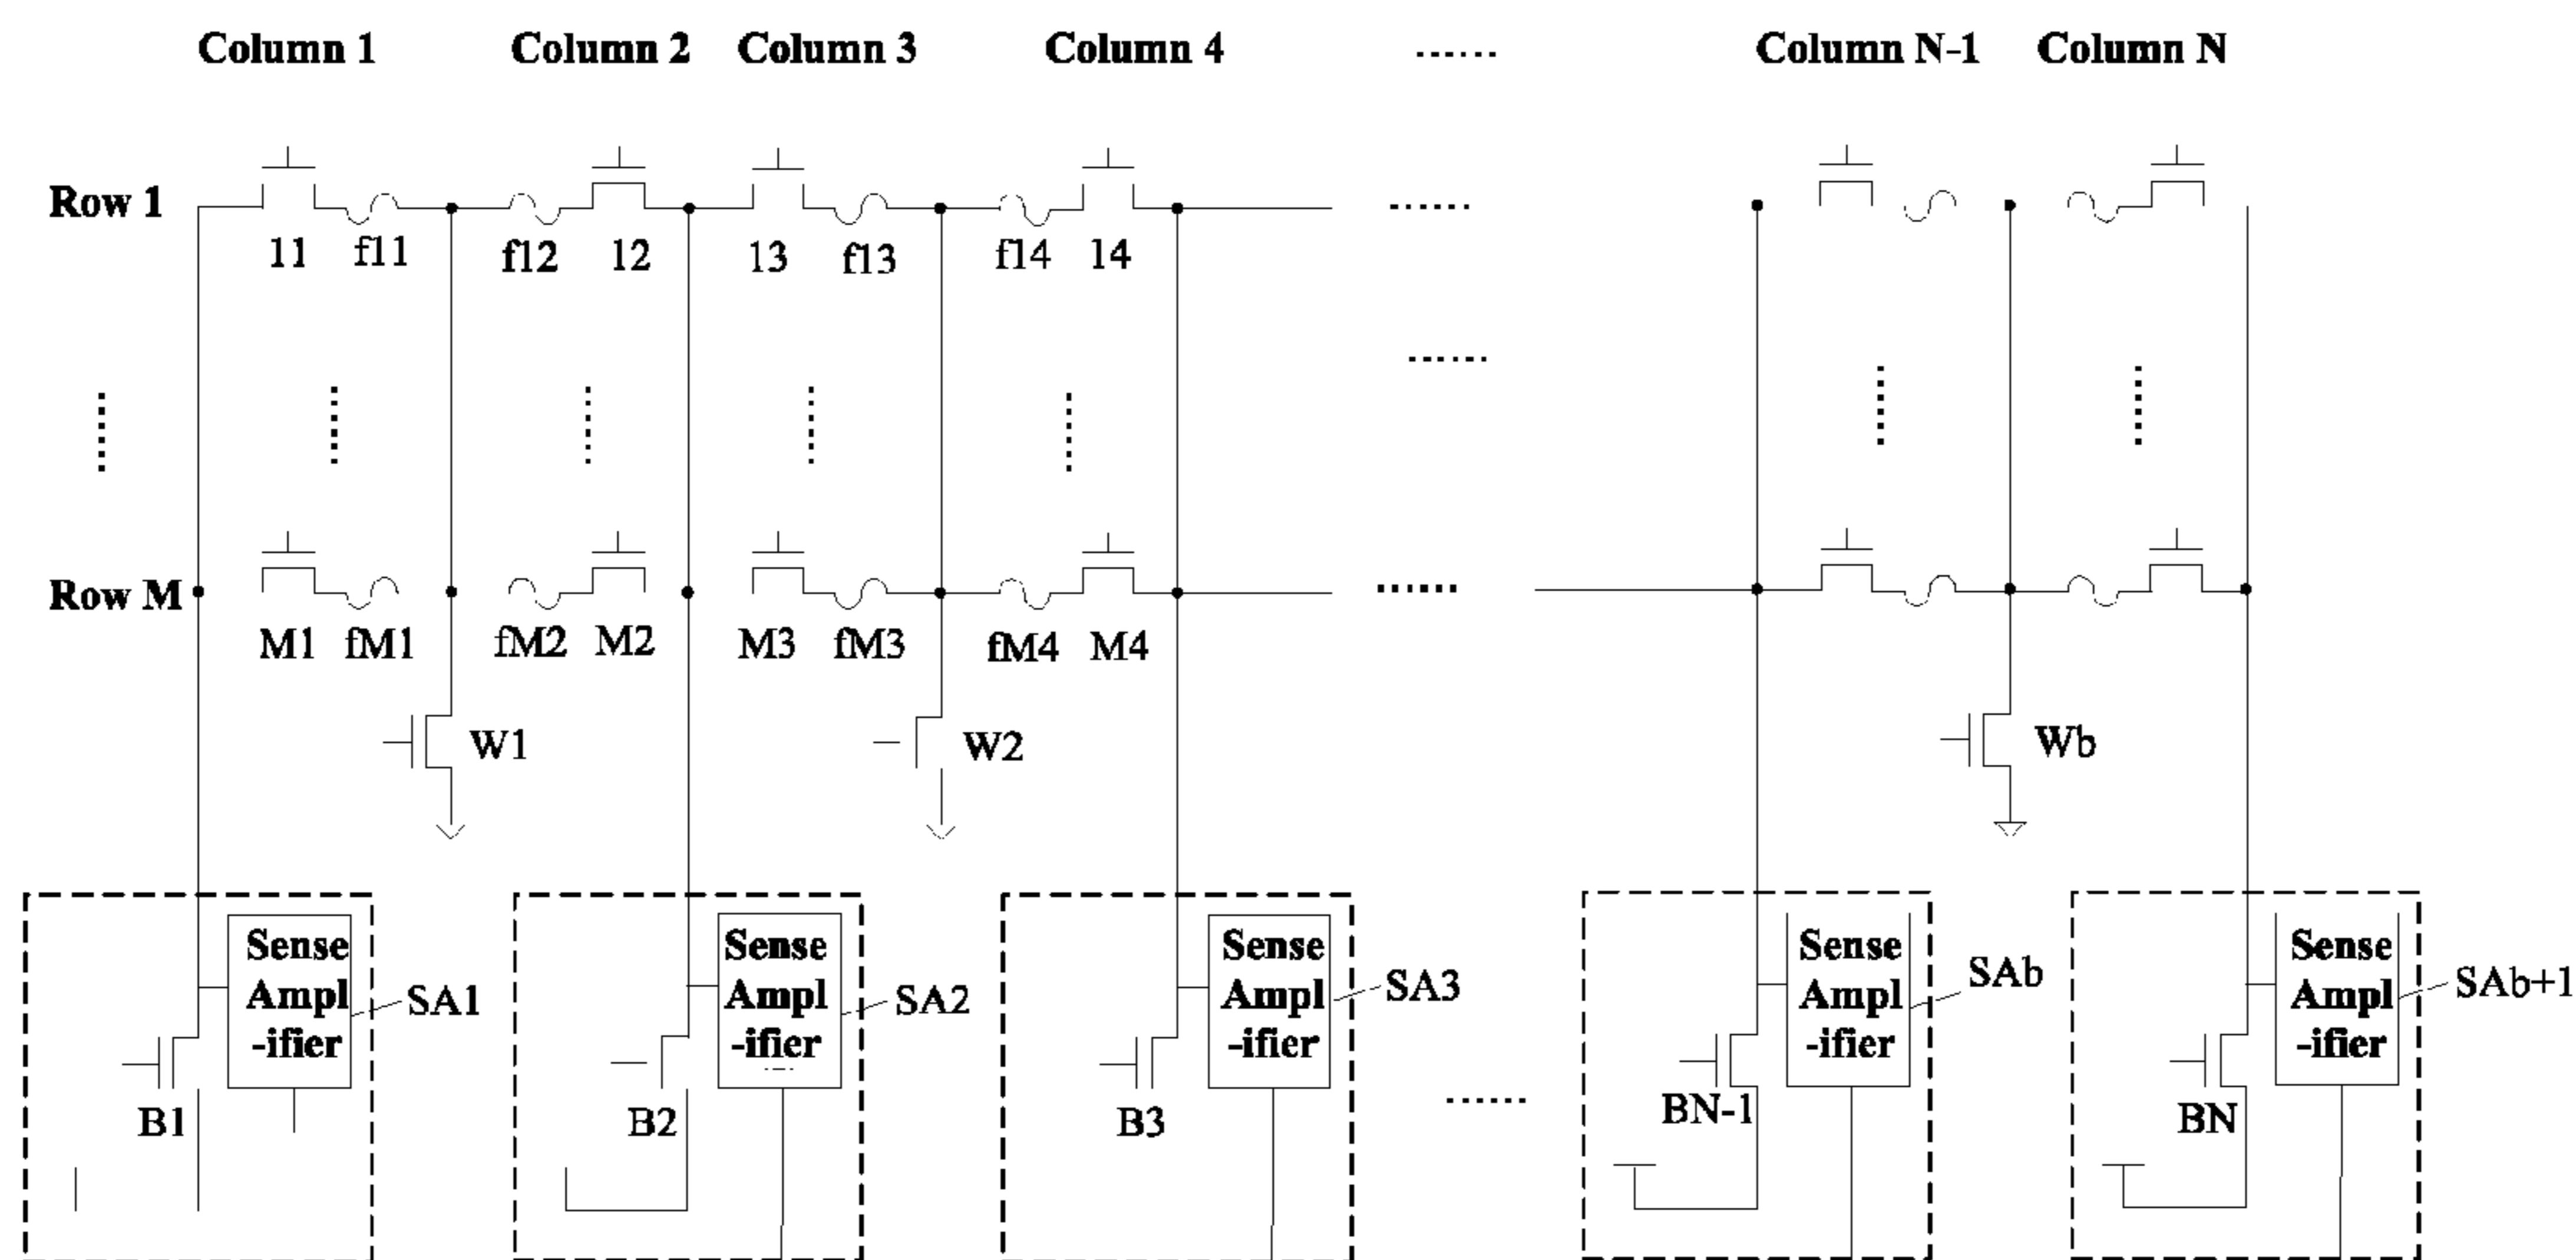 Column 1 Column 2 Column 3 Column 4 ...... Column N-1 Column N
Row 1 ......
11 f11 f12 12 13 f13 f14 14
......
Row M ......
M1 fM1 fM2 M2 M3 fM3 fM4 M4
W1 W2 Wb
Sense Sense Sense Sense Sense
Ampl Ampl Ampl Ampl Ampl
-ifier -ifier -ifier -ifier -ifier
SA1 SA2 SA3 SAb SAb+1
B1 B2 B3 ...... BN-1 BN